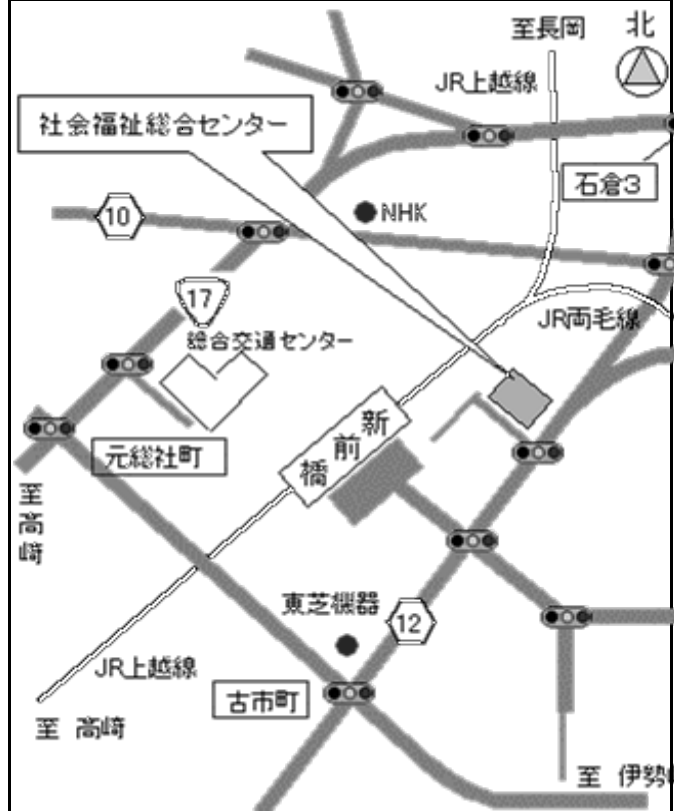 至長岡
北
JR上越線
社会福祉総合センター
石倉3
10
NHK
17
JR両毛線
総合交通センター
新前橋
元総社町
至高崎
東芝機器
12
JR上越線
古市町
至 高崎
至 伊勢